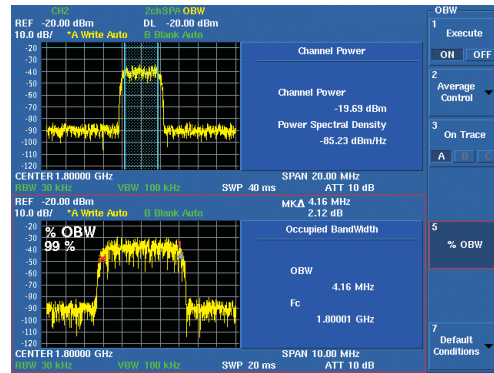 CH2 2chSPA OBW
REF -20.00 dBm DL -20.00 dBm
10.0 dB/ *A Write Auto B Blank Auto
-20
-30
-40
-50
-60
-70
-80
-90
-100
-110
-120
Channel Power
Channel Power
-19.69 dBm
Power Spectral Density
-85.23 dBm/Hz
CENTER 1.80000 GHz SPAN 20.00 MHz
RBW 30 kHz VBW 100 kHz SWP 40 ms ATT 10 dB
REF -20.00 dBm MKΔ 4.16 MHz
10.0 dB/ *A Write Auto B Blank Auto 2.12 dB
-20
-30
-40
-50
-60
-70
-80
-90
-100
-110
-120
% OBW
99 %
Occupied BandWidth
OBW
4.16 MHz
Fc
1.80001 GHz
CENTER 1.80000 GHz SPAN 10.00 MHz
RBW 30 kHz VBW 100 kHz SWP 20 ms ATT 10 dB
OBW
1
Execute
ON OFF
2
Average
Control
3
On Trace
A B C
5
% OBW
7
Default
Conditions